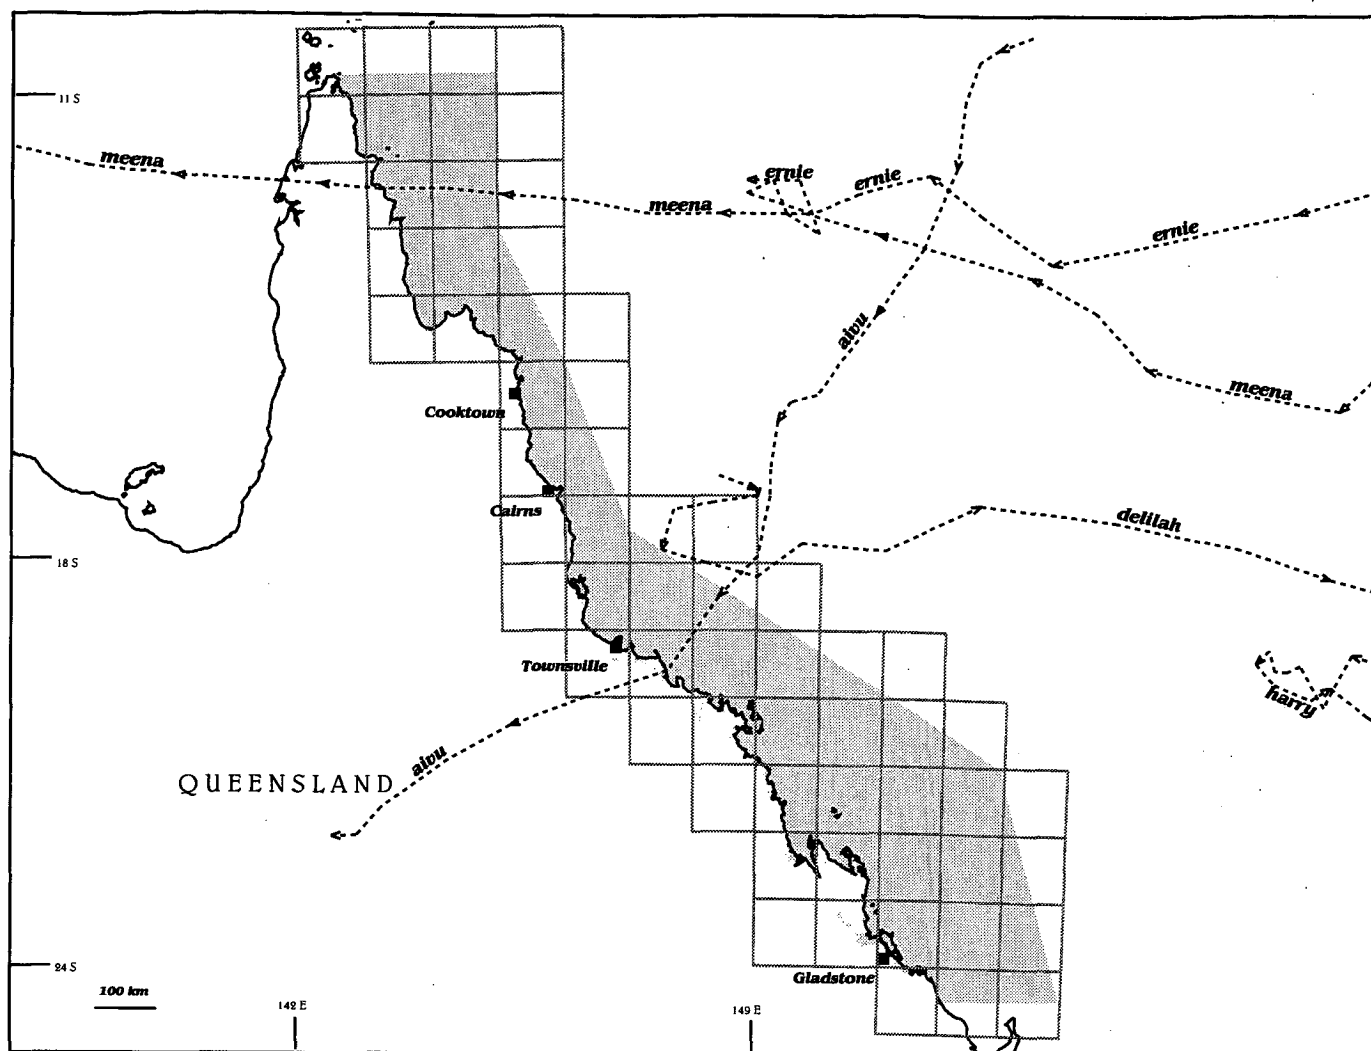 11 S
meena
ernie
ernie
meena
ernie
aivu
meena
Cooktown
Cairns
delilah
18 S
Townsville
harry
aivu
QUEENSLAND
24 S
Gladstone
100 km
142 E
149 E